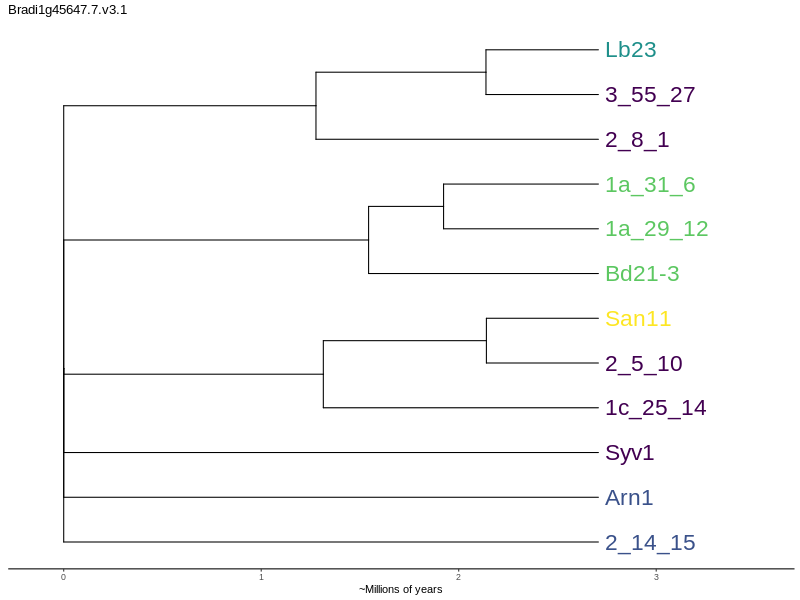 Bradi1g45647.7.v3.1
Lb23
3_55_27
2_8_1
1a_31_6
1a_29_12
Bd21-3
San11
2_5_10
1c_25_14
Syv1
Arn1
2_14_15
0 1 2 3
~Millions of years